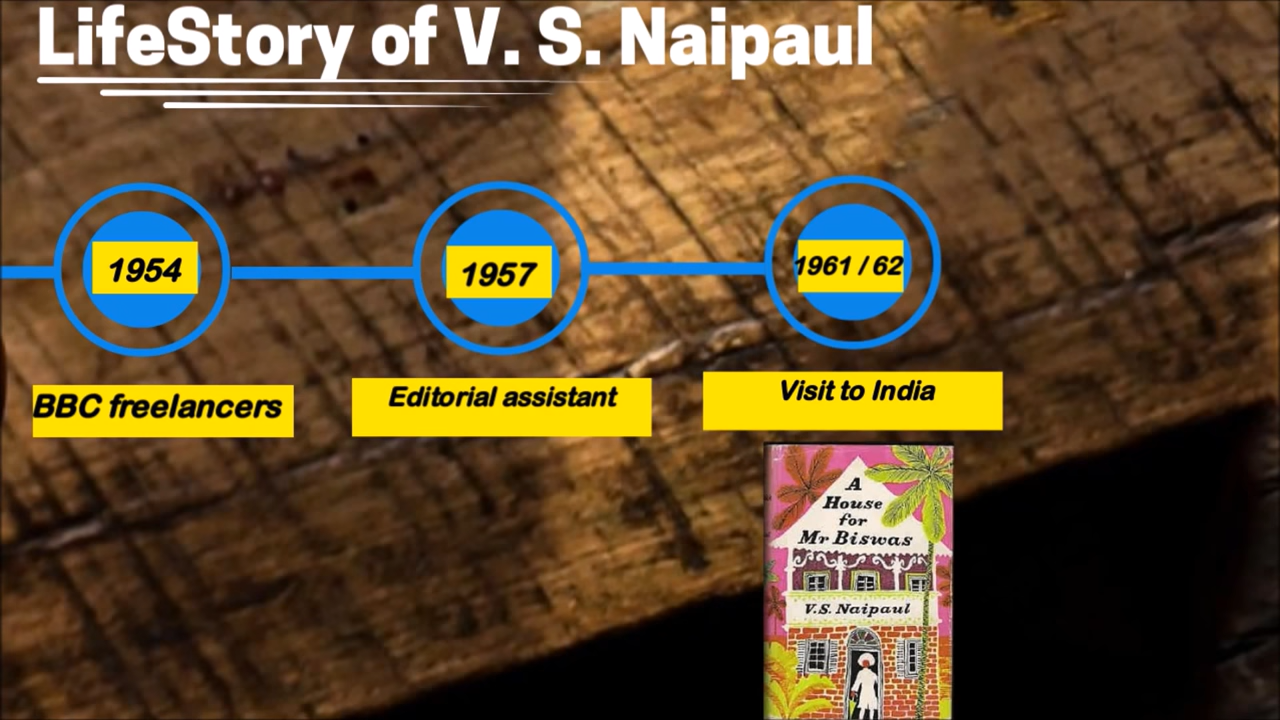 LifeStory of V. S. Naipaul
1954
1957
1961 / 62
BBC freelancers
Editorial assistant
Visit to India
A
House
for
Mr Biswas
V.S. Naipaul